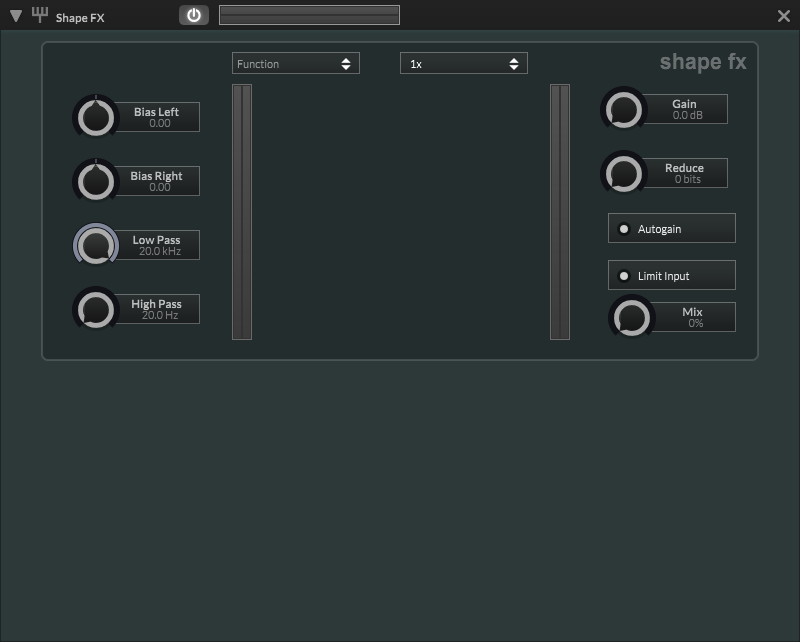 Shape FX
Function
1x
shape fx
Bias Left
0.00
Bias Right
0.00
Low Pass
20.0 kHz
High Pass
20.0 Hz
Gain
0.0 dB
Reduce
0 bits
Autogain
Limit Input
Mix
0%